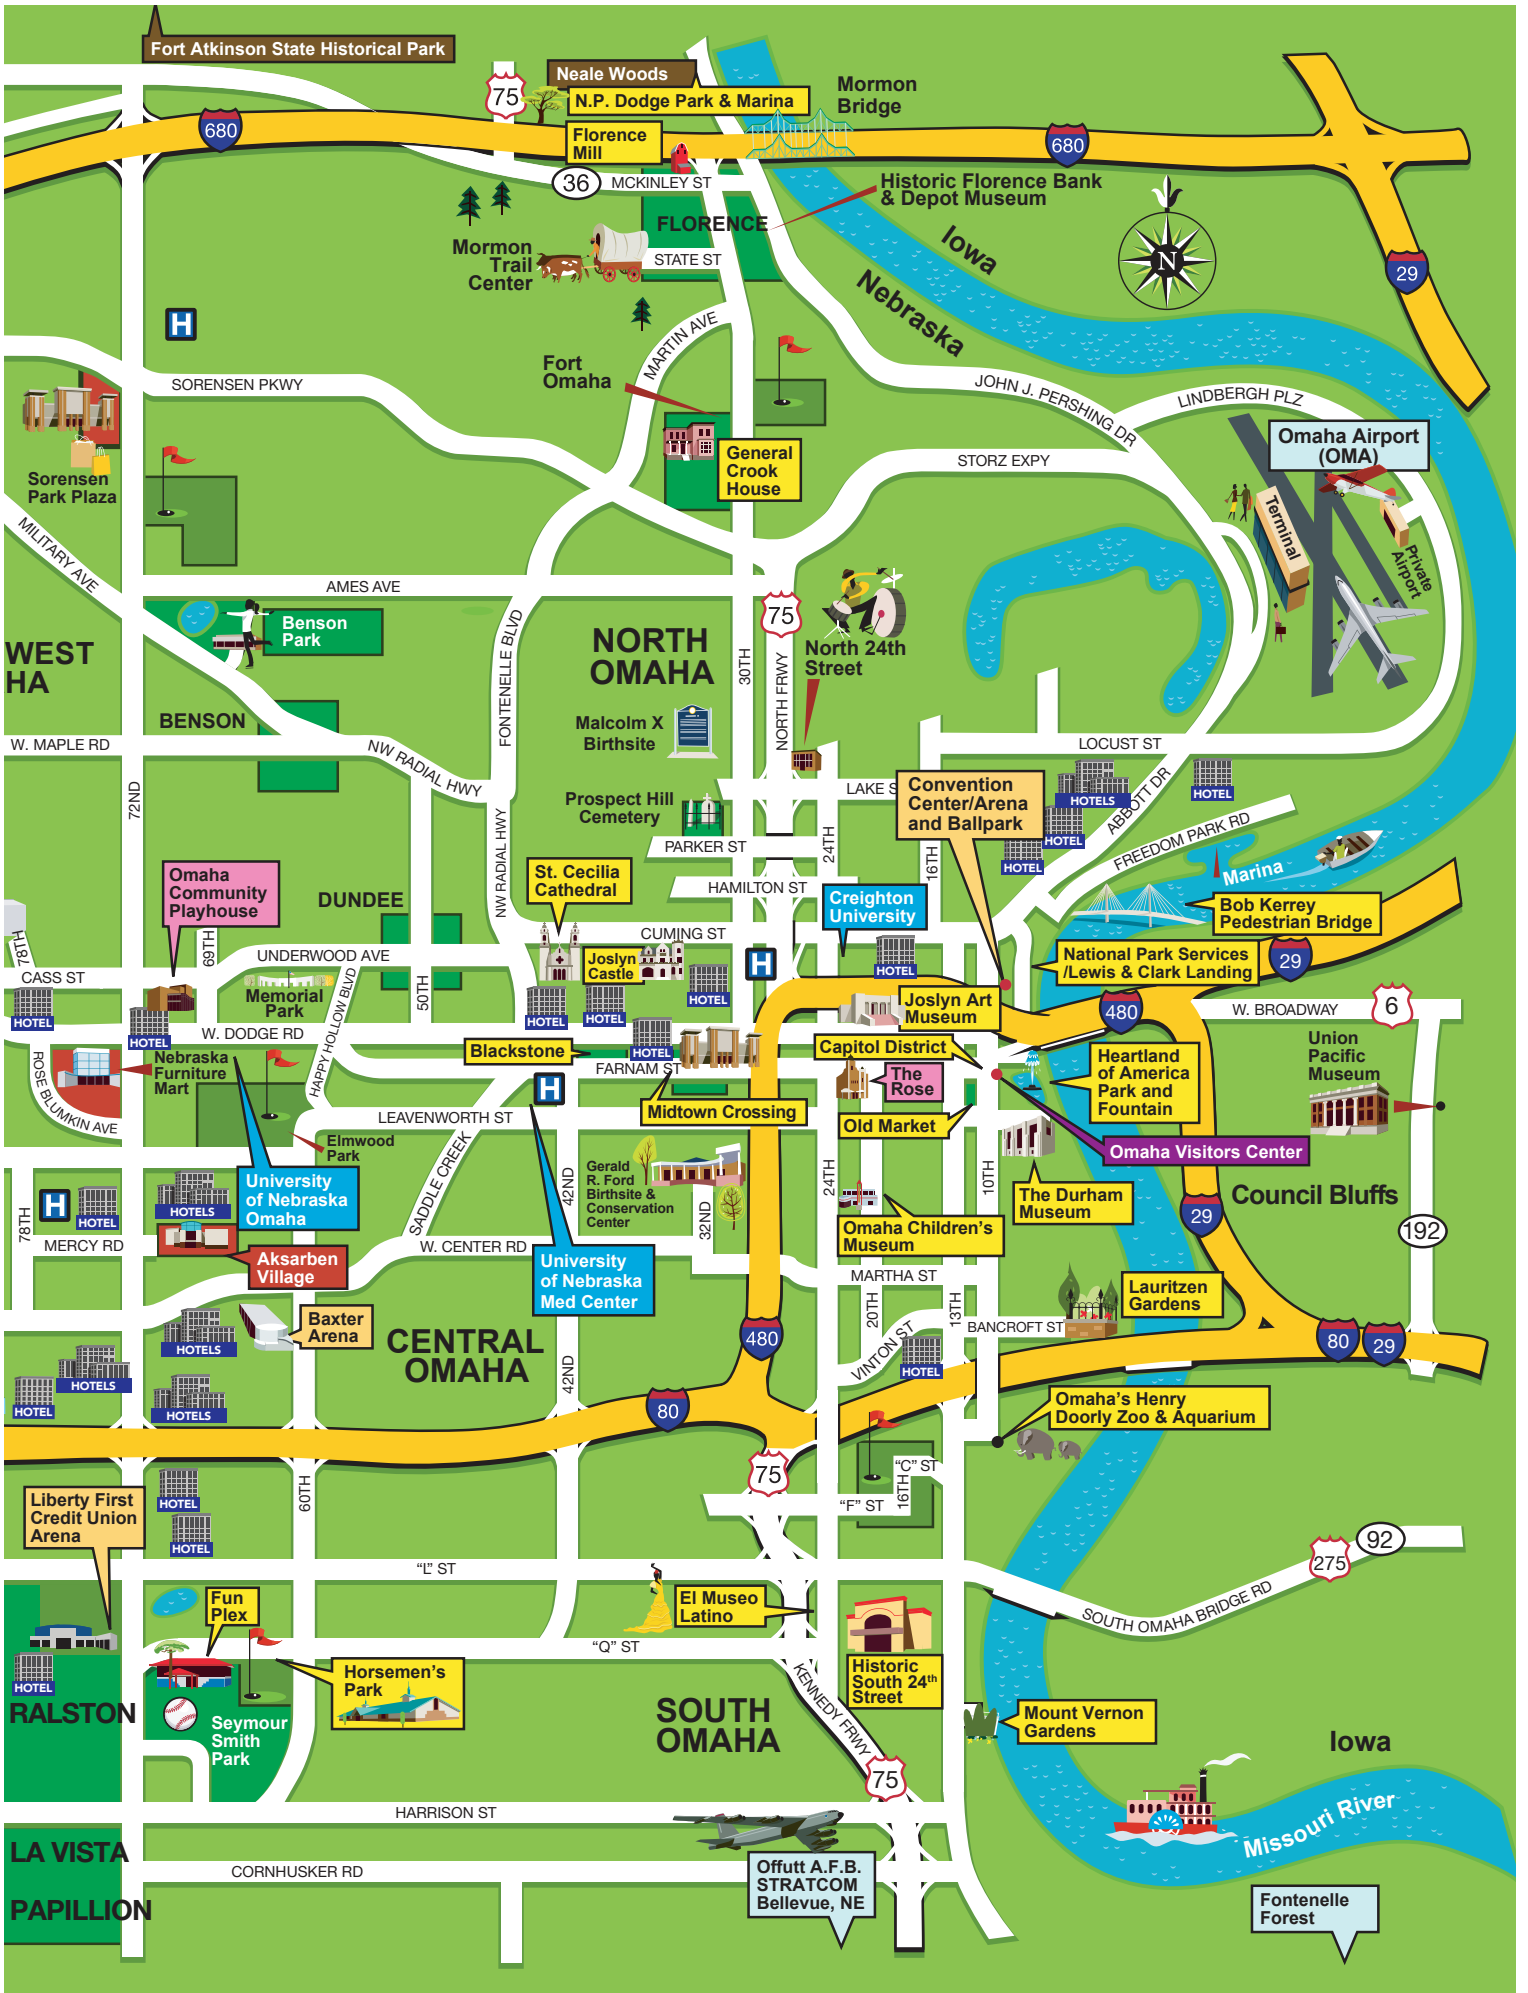 Fort Atkinson State Historical Park
Neale Woods
75
N.P. Dodge Park & Marina
Mormon
Bridge
680
Florence
Mill
680
36
MCKINLEY ST
Historic Florence Bank
& Depot Museum
FLORENCE
Mormon
Trail
Center
STATE ST
Iowa
Nebraska
N
29
H
MARTIN AVE
Fort
Omaha
SORENSEN PKWY
JOHN J. PERSHING DR
LINDBERGH PLZ
Omaha Airport
(OMA)
General
Crook
House
STORZ EXPY
Sorensen
Park Plaza
Terminal
Private
Airport
MILITARY AVE
AMES AVE
75
Benson
Park
FONTENELLE BLVD
NORTH
OMAHA
30TH
NORTH FRWY
North 24th
Street
WEST
HA
BENSON
Malcolm X
Birthsite
W. MAPLE RD
NW RADIAL HWY
LOCUST ST
72ND
LAKE S
Convention
Center/Arena
and Ballpark
HOTELS
HOTEL
ABBOTT DR
Prospect Hill
Cemetery
NW RADIAL HWY
PARKER ST
24TH
16TH
HOTEL
HOTEL
FREEDOM PARK RD
Marina
Omaha
Community
Playhouse
St. Cecilia
Cathedral
HAMILTON ST
Creighton
University
DUNDEE
Bob Kerrey
Pedestrian Bridge
78TH
69TH
UNDERWOOD AVE
CUMING ST
H
HOTEL
National Park Services
/Lewis & Clark Landing
29
CASS ST
Joslyn
Castle
HOTEL
HOTEL
Memorial
Park
HAPPY HOLLOW BLVD
50TH
HOTEL
HOTEL
Joslyn Art
Museum
480
W. BROADWAY
6
HOTEL
W. DODGE RD
Blackstone
HOTEL
Capitol District
Union
Pacific
Museum
ROSE BLUMKIN AVE
Nebraska
Furniture
Mart
FARNAM ST
The
Rose
Heartland
of America
Park and
Fountain
H
Midtown Crossing
LEAVENWORTH ST
Old Market
Elmwood
Park
SADDLE CREEK
Omaha Visitors Center
University
of Nebraska
Omaha
42ND
Gerald
R. Ford
Birthsite &
Conservation
Center
32ND
24TH
10TH
The Durham
Museum
Council Bluffs
H
HOTEL
HOTELS
78TH
MERCY RD
29
192
Omaha Children's
Museum
W. CENTER RD
Aksarben
Village
University
of Nebraska
Med Center
MARTHA ST
Lauritzen
Gardens
20TH
13TH
Baxter
Arena
HOTELS
CENTRAL
OMAHA
480
VINTON ST
BANCROFT ST
HOTEL
80
29
HOTELS
HOTEL
HOTELS
42ND
80
Omaha's Henry
Doorly Zoo & Aquarium
75
"C" ST
16TH
"F" ST
60TH
HOTEL
Liberty First
Credit Union
Arena
HOTEL
92
275
"L" ST
SOUTH OMAHA BRIDGE RD
Fun
Plex
El Museo
Latino
"Q" ST
HOTEL
Horsemen's
Park
KENNEDY FRWY
Historic
South 24th
Street
RALSTON
Seymour
Smith
Park
SOUTH
OMAHA
Mount Vernon
Gardens
Iowa
75
HARRISON ST
Missouri River
LA VISTA
CORNHUSKER RD
Offutt A.F.B.
STRATCOM
Bellevue, NE
PAPILLION
Fontenelle
Forest